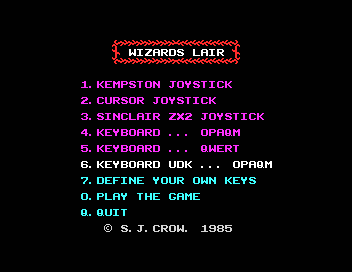 WIZARDS LAIR
1. KEMPSTON JOYSTICK
2. CURSOR JOYSTICK
3. SINCLAIR ZX2 JOYSTICK
4. KEYBOARD ... OPAQM
5. KEYBOARD ... QWERT
6. KEYBOARD UDK ... OPAQM
7. DEFINE YOUR OWN KEYS
0. PLAY THE GAME
Q. QUIT
© S.J.CROW. 1985